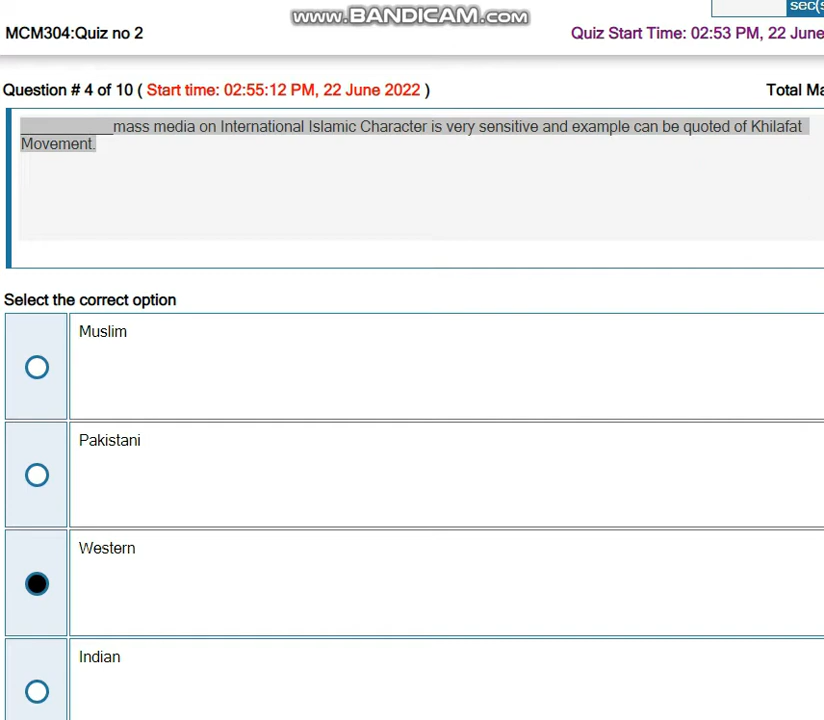 www.BANDICAM.com
sec(s
MCM304:Quiz no 2
Quiz Start Time: 02:53 PM, 22 June
Question # 4 of 10 ( Start time: 02:55:12 PM, 22 June 2022 )
Total Ma
__________mass media on International Islamic Character is very sensitive and example can be quoted of Khilafat
Movement.
Select the correct option
Muslim
Pakistani
Western
Indian